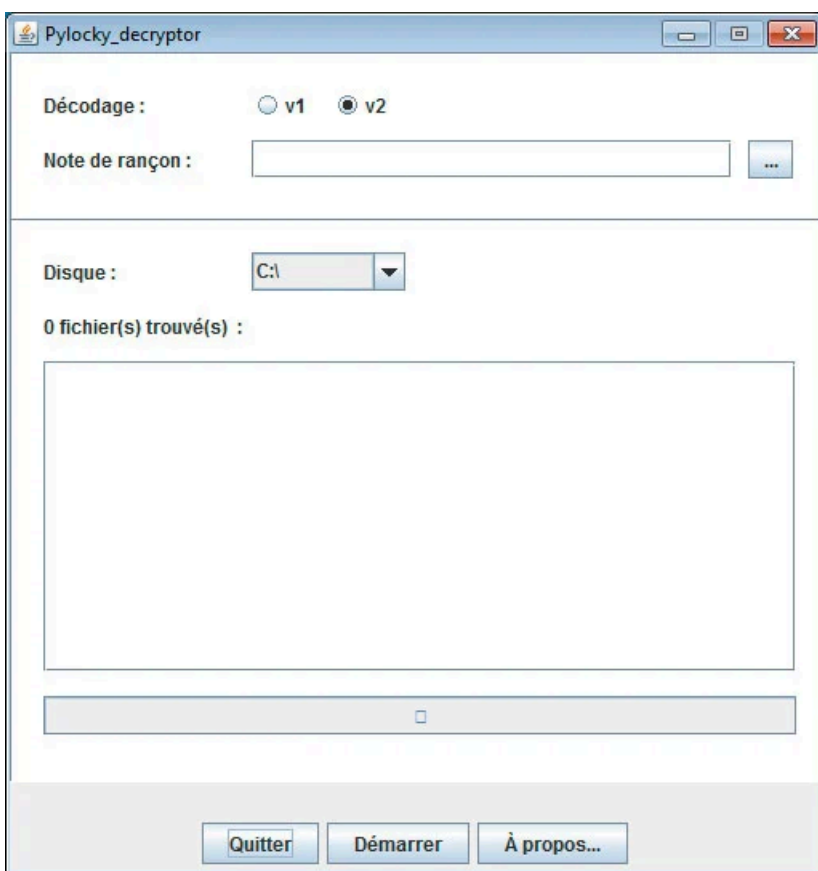 Pylocky_decryptor
Décodage : v1 v2
Note de rançon : ...
Disque : C:\
0 fichier(s) trouvé(s) :
Quitter Démarrer À propos...